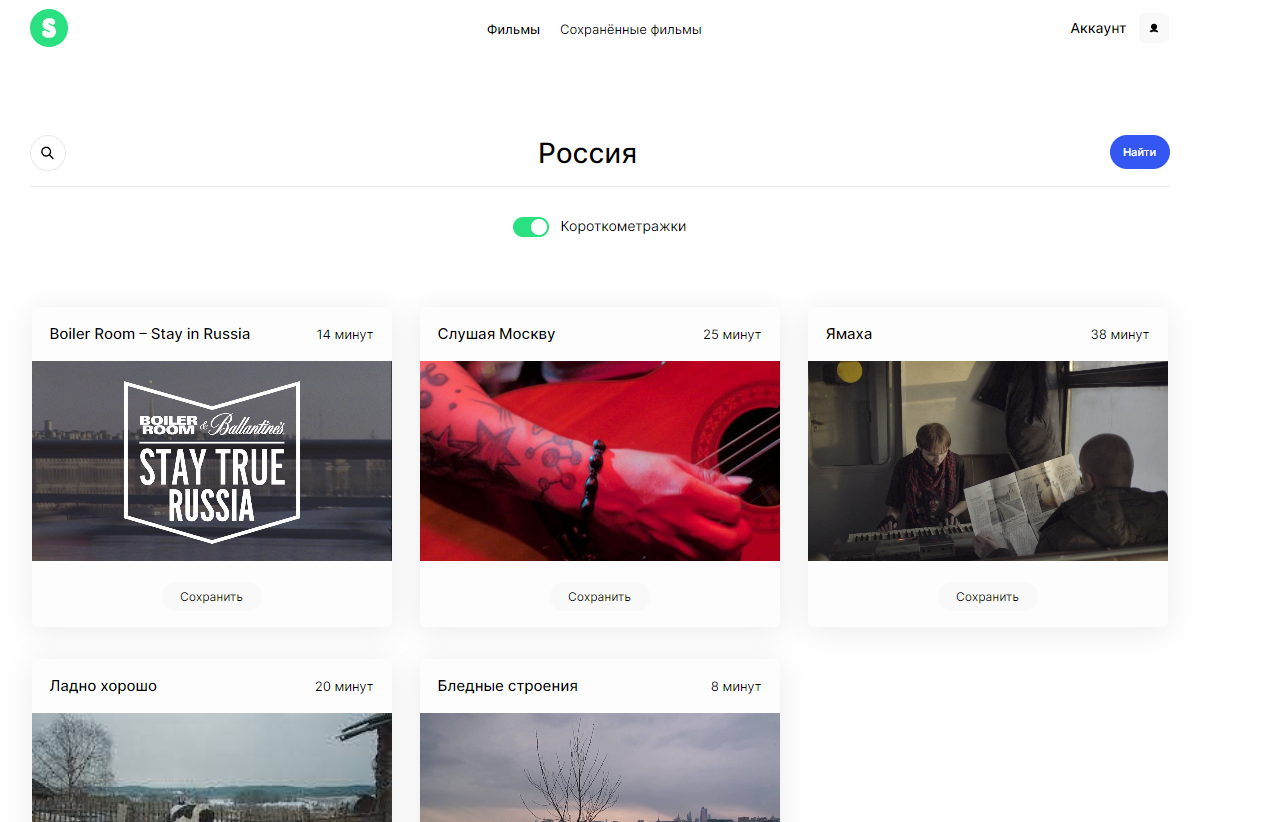 S
Фильмы Сохранённые фильмы Аккаунт
Россия Найти
Короткометражки
Boiler Room – Stay in Russia 14 минут
BOILER ROOM & Ballantine's
STAY TRUE
RUSSIA
Сохранить
Слушая Москву 25 минут
Сохранить
Ямаха 38 минут
Сохранить
Ладно хорошо 20 минут
Бледные строения 8 минут